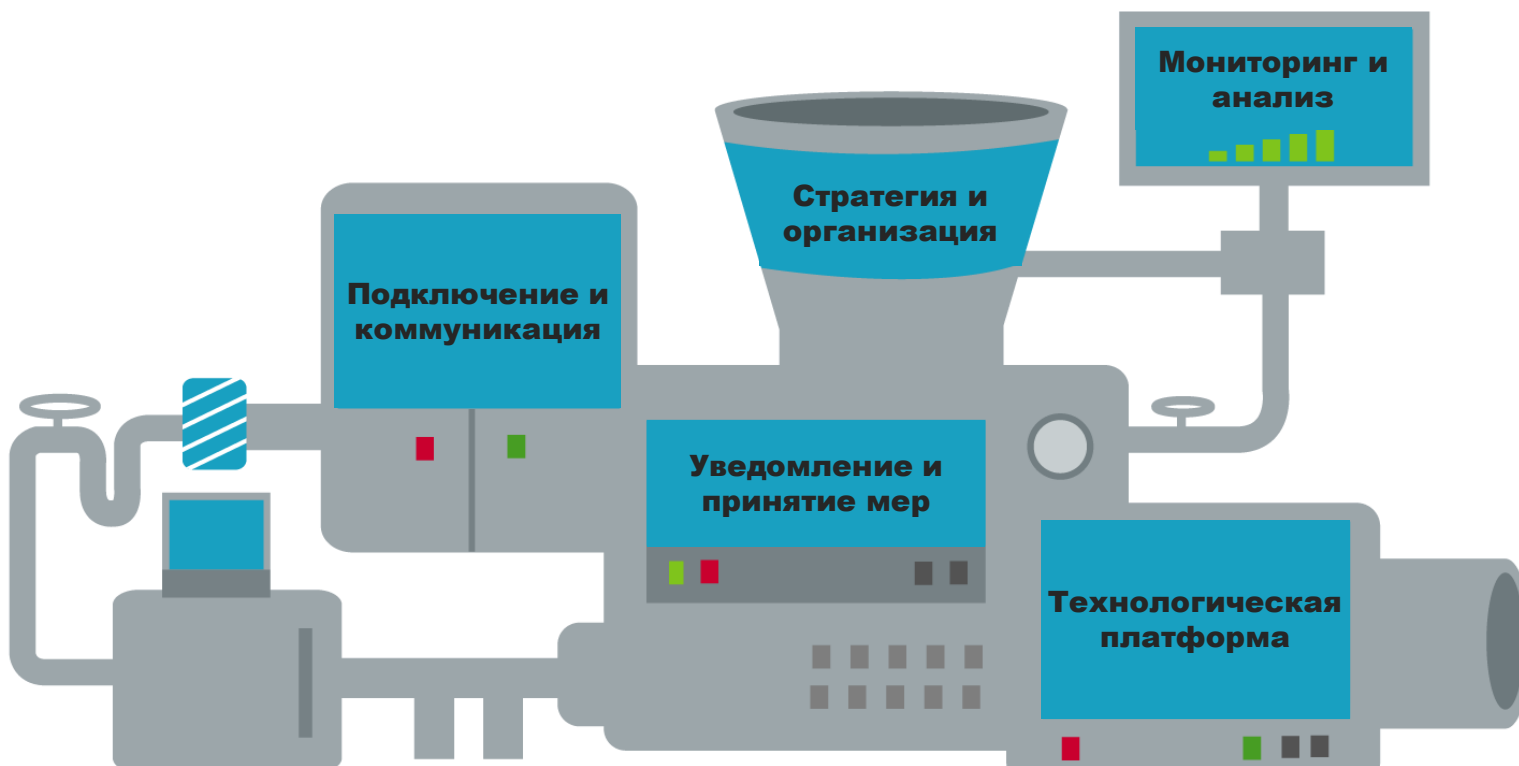 Мониторинг и
анализ
Стратегия и
организация
Подключение и
коммуникация
Уведомление и
принятие мер
Технологическая
платформа